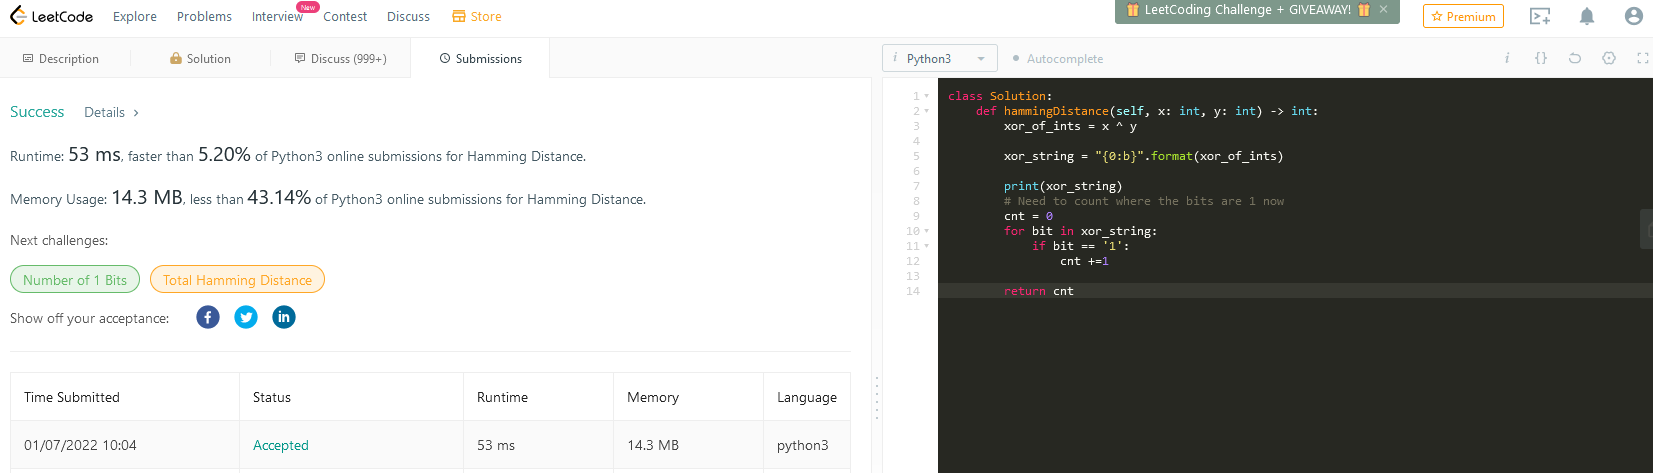 LeetCode Explore Problems Interview New Contest Discuss Store LeetCoding Challenge + GIVEAWAY! × Premium
Description Solution Discuss (999+) Submissions
i Python3 Autocomplete i {}
Success Details >
Runtime: 53 ms, faster than 5.20% of Python3 online submissions for Hamming Distance.
Memory Usage: 14.3 MB, less than 43.14% of Python3 online submissions for Hamming Distance.
Next challenges:
Number of 1 Bits Total Hamming Distance
Show off your acceptance: f in
Time Submitted Status Runtime Memory Language
01/07/2022 10:04 Accepted 53 ms 14.3 MB python3
1 class Solution:
2 def hammingDistance(self, x: int, y: int) -> int:
3 xor_of_ints = x ^ y
4
5 xor_string = "{0:b}".format(xor_of_ints)
6
7 print(xor_string)
8 # Need to count where the bits are 1 now
9 cnt = 0
10 for bit in xor_string:
11 if bit == '1':
12 cnt +=1
13
14 return cnt